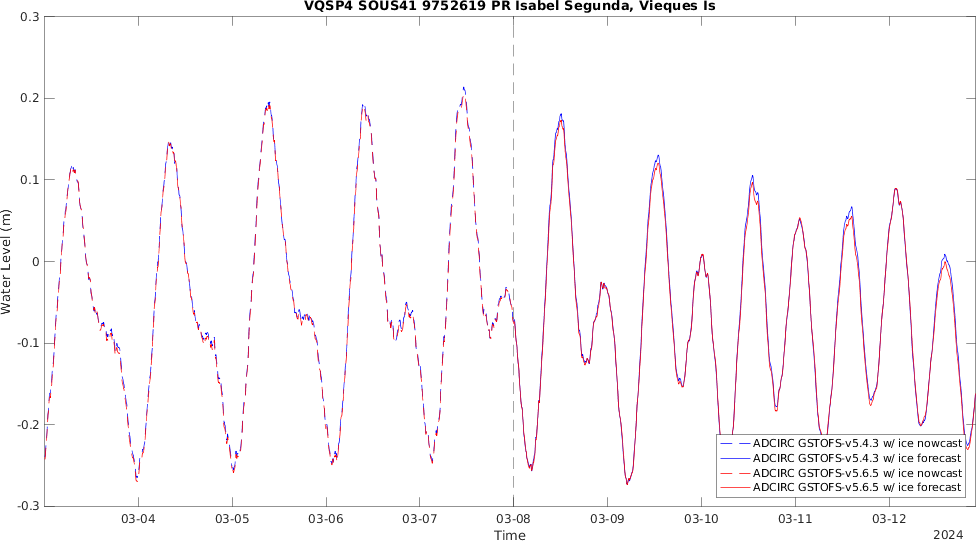 VQSP4 SOUS41 9752619 PR Isabel Segunda, Vieques Is
0.3
0.2
0.1
0
-0.1
-0.2
-0.3
Water Level (m)
ADCIRC GSTOFS-v5.4.3 w/ ice nowcast
ADCIRC GSTOFS-v5.4.3 w/ ice forecast
ADCIRC GSTOFS-v5.6.5 w/ ice nowcast
ADCIRC GSTOFS-v5.6.5 w/ ice forecast
03-04 03-05 03-06 03-07 03-08 03-09 03-10 03-11 03-12
Time
2024